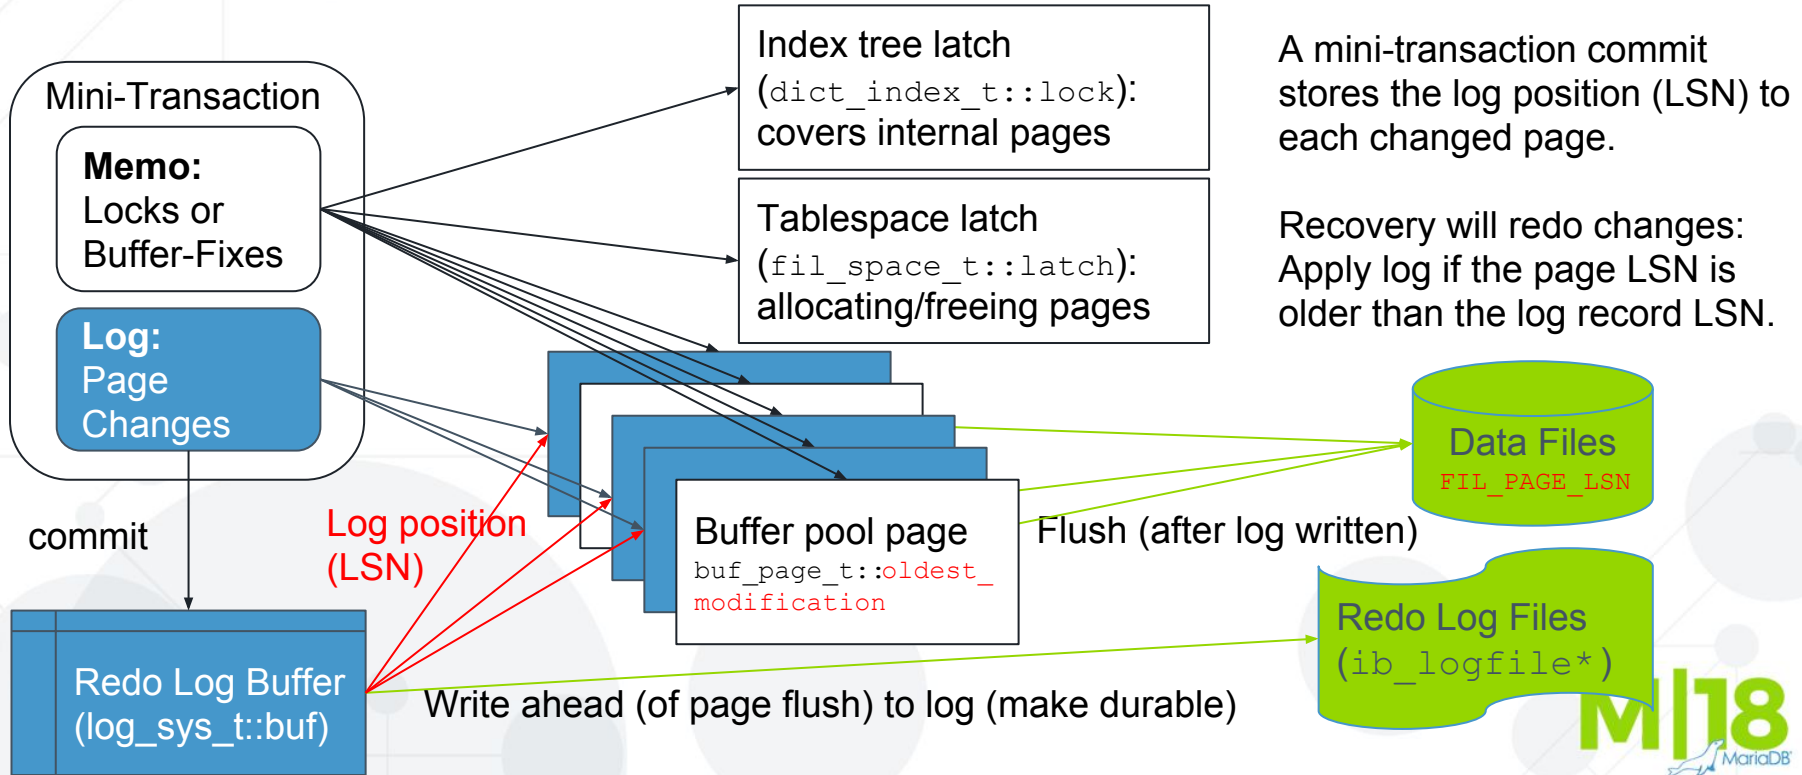 Mini-Transaction
Memo:
Locks or
Buffer-Fixes
Log:
Page
Changes
commit
Redo Log Buffer
(log_sys_t::buf)
Index tree latch
(dict_index_t::lock):
covers internal pages
Tablespace latch
(fil_space_t::latch):
allocating/freeing pages
Log position
(LSN)
Buffer pool page
buf_page_t::oldest_
modification
Flush (after log written)
Write ahead (of page flush) to log (make durable)
A mini-transaction commit
stores the log position (LSN) to
each changed page.
Recovery will redo changes:
Apply log if the page LSN is
older than the log record LSN.
Data Files
FIL_PAGE_LSN
Redo Log Files
(ib_logfile*)
M|18
MariaDB